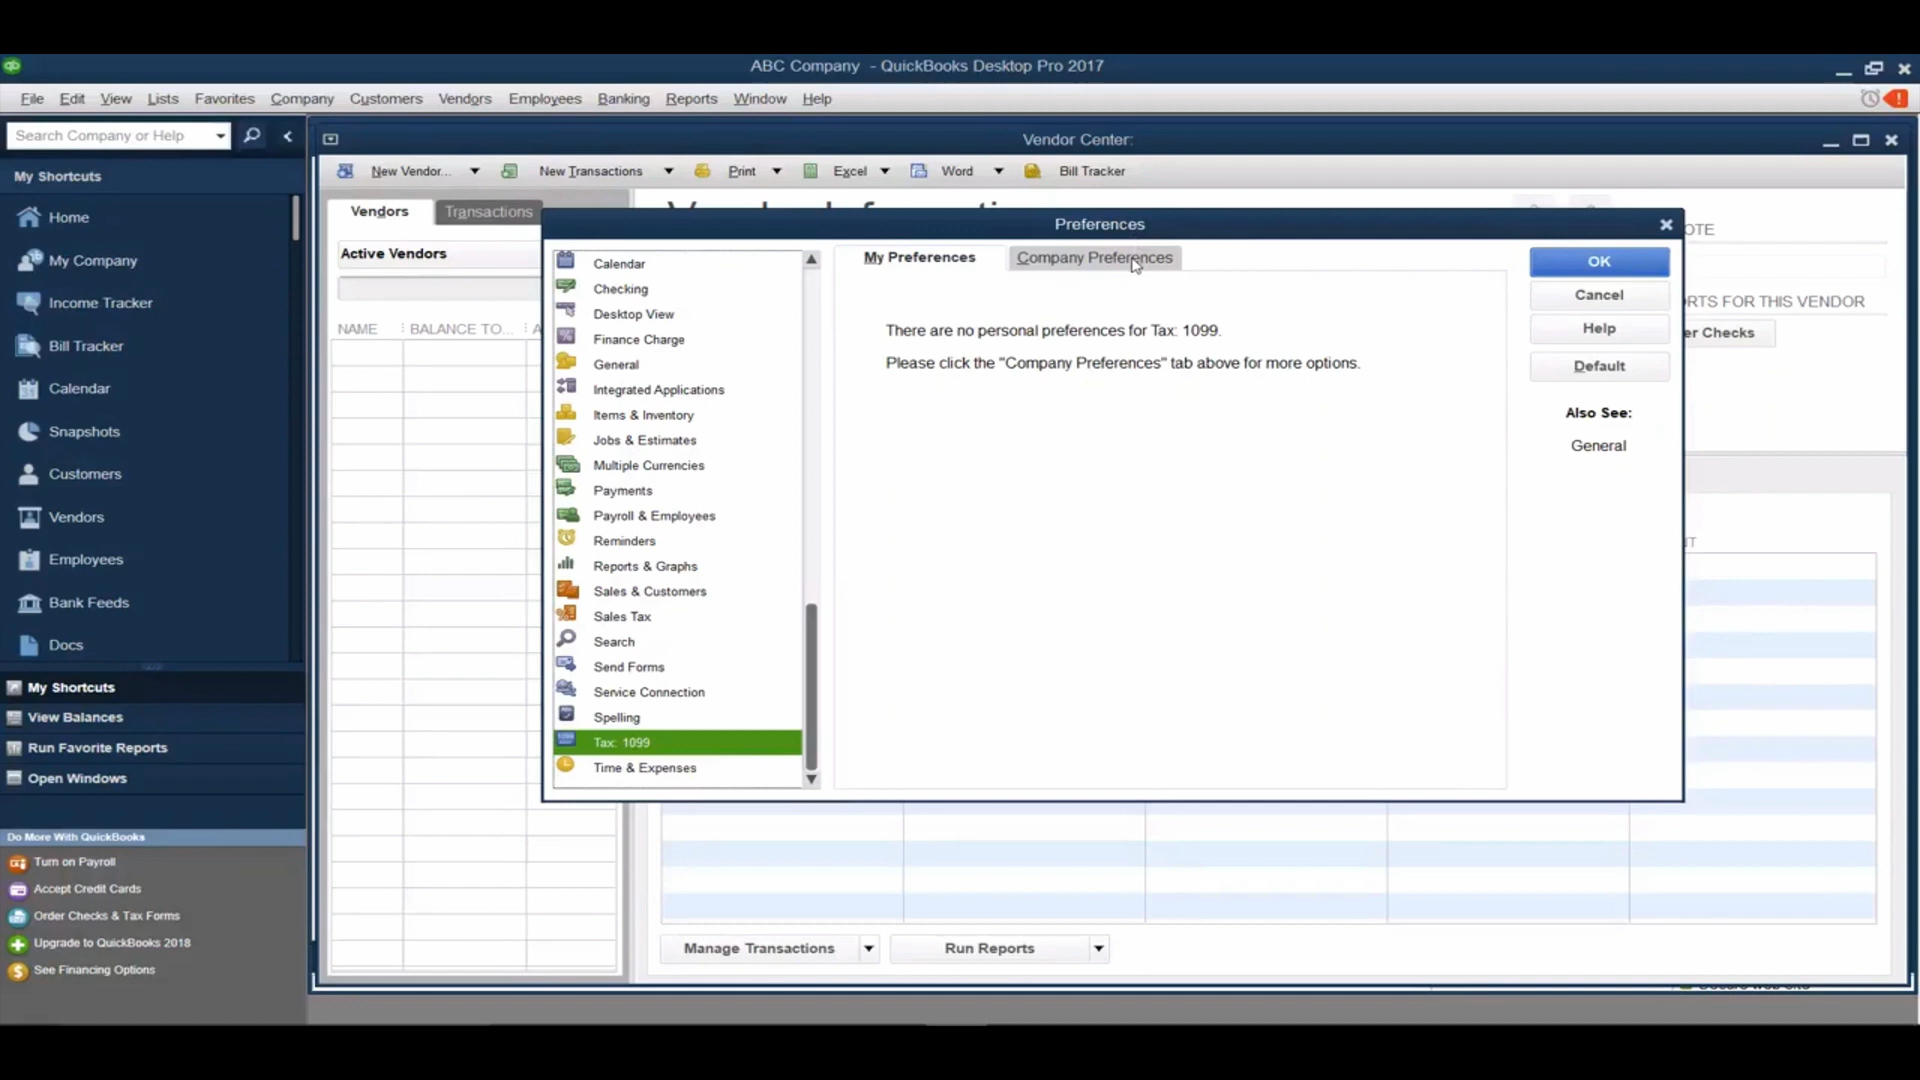 ABC Company - QuickBooks Desktop Pro 2017
File Edit View Lists Favorites Company Customers Vendors Employees Banking Reports Window Help
Search Company or Help
My Shortcuts
Home
My Company
Income Tracker
Bill Tracker
Calendar
Snapshots
Customers
Vendors
Employees
Bank Feeds
Docs
My Shortcuts
View Balances
Run Favorite Reports
Open Windows
Do More With QuickBooks
Turn on Payroll
Accept Credit Cards
Order Checks & Tax Forms
Upgrade to QuickBooks 2018
See Financing Options
Vendor Center:
New Vendor... New Transactions Print Excel Word Bill Tracker
Vendors Transactions
Active Vendors
NAME BALANCE TO... A
Preferences
Calendar
Checking
Desktop View
Finance Charge
General
Integrated Applications
Items & Inventory
Jobs & Estimates
Multiple Currencies
Payments
Payroll & Employees
Reminders
Reports & Graphs
Sales & Customers
Sales Tax
Search
Send Forms
Service Connection
Spelling
Tax: 1099
Time & Expenses
My Preferences Company Preferences
There are no personal preferences for Tax: 1099.
Please click the "Company Preferences" tab above for more options.
OK
Cancel
Help
Default
Also See:
General
OTE
RTS FOR THIS VENDOR
er Checks
Manage Transactions Run Reports